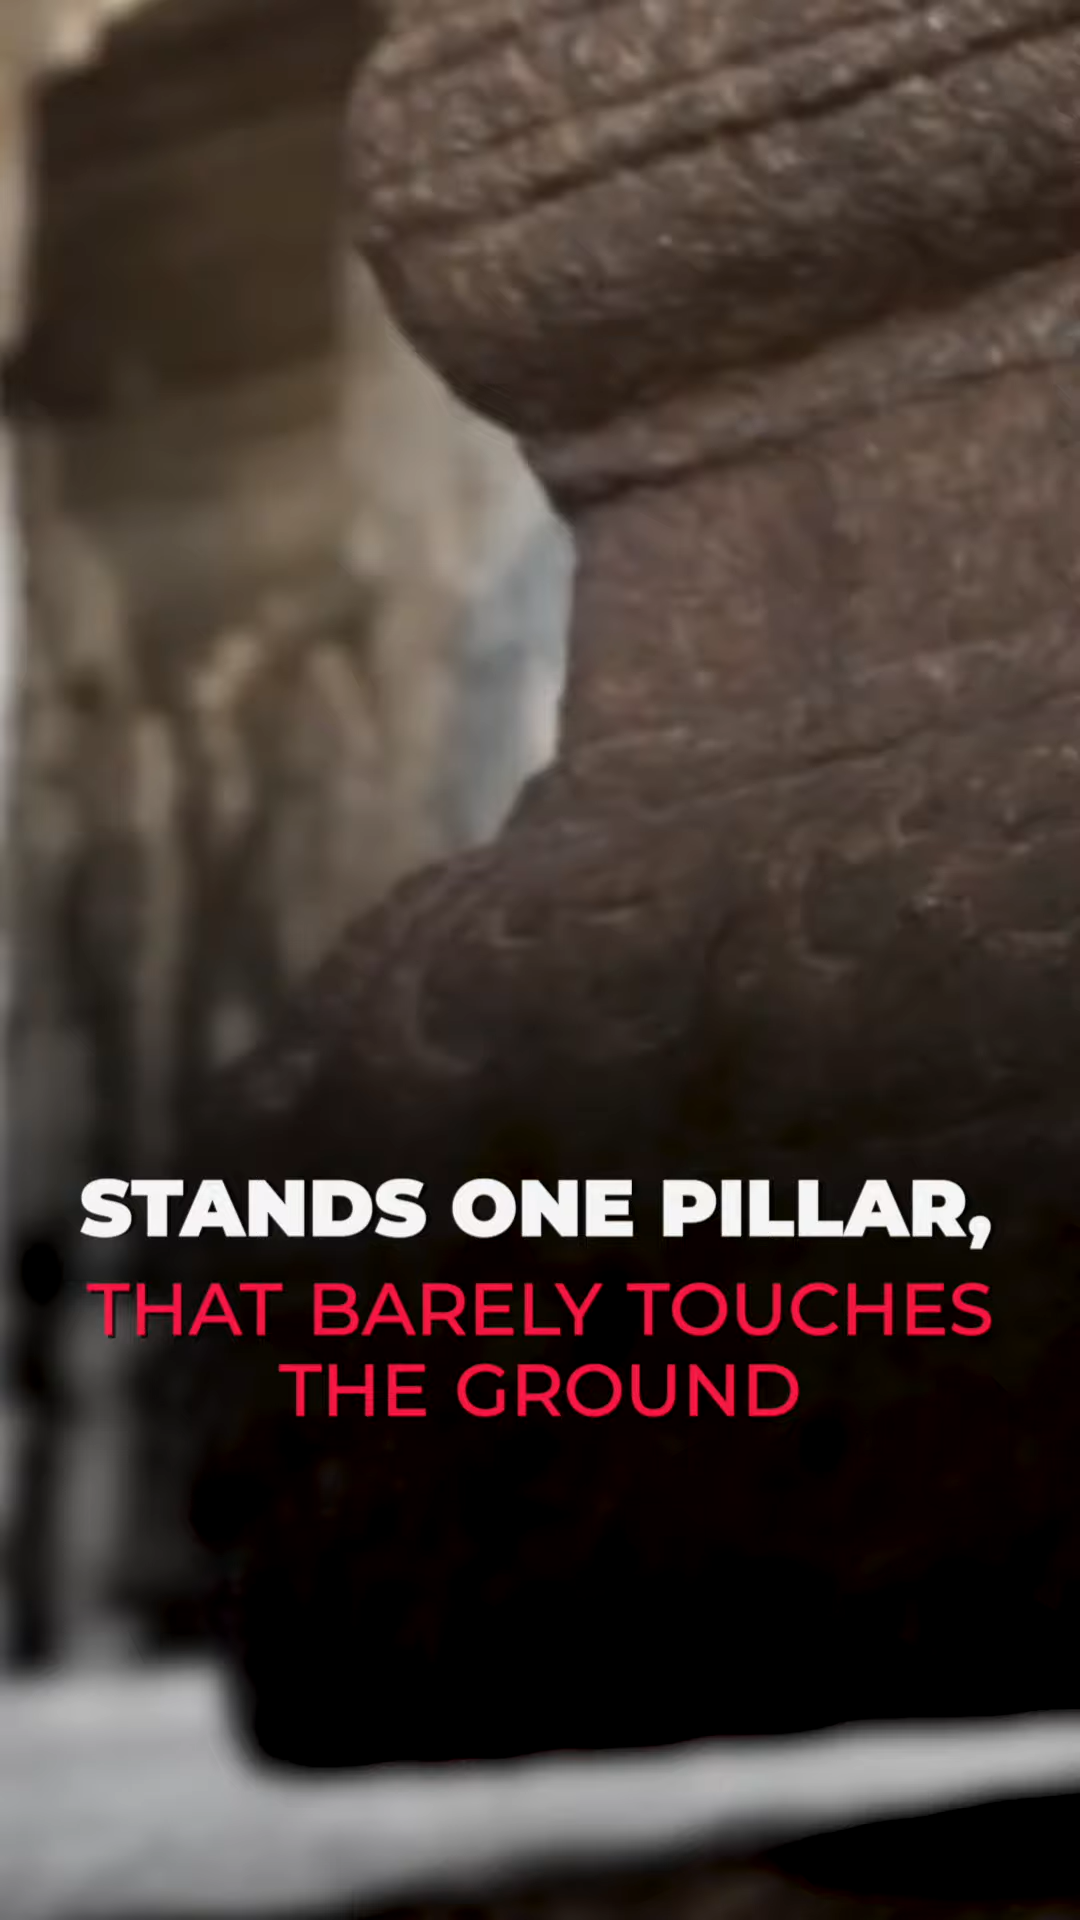 STANDS ONE PILLAR,
THAT BARELY TOUCHES
THE GROUND